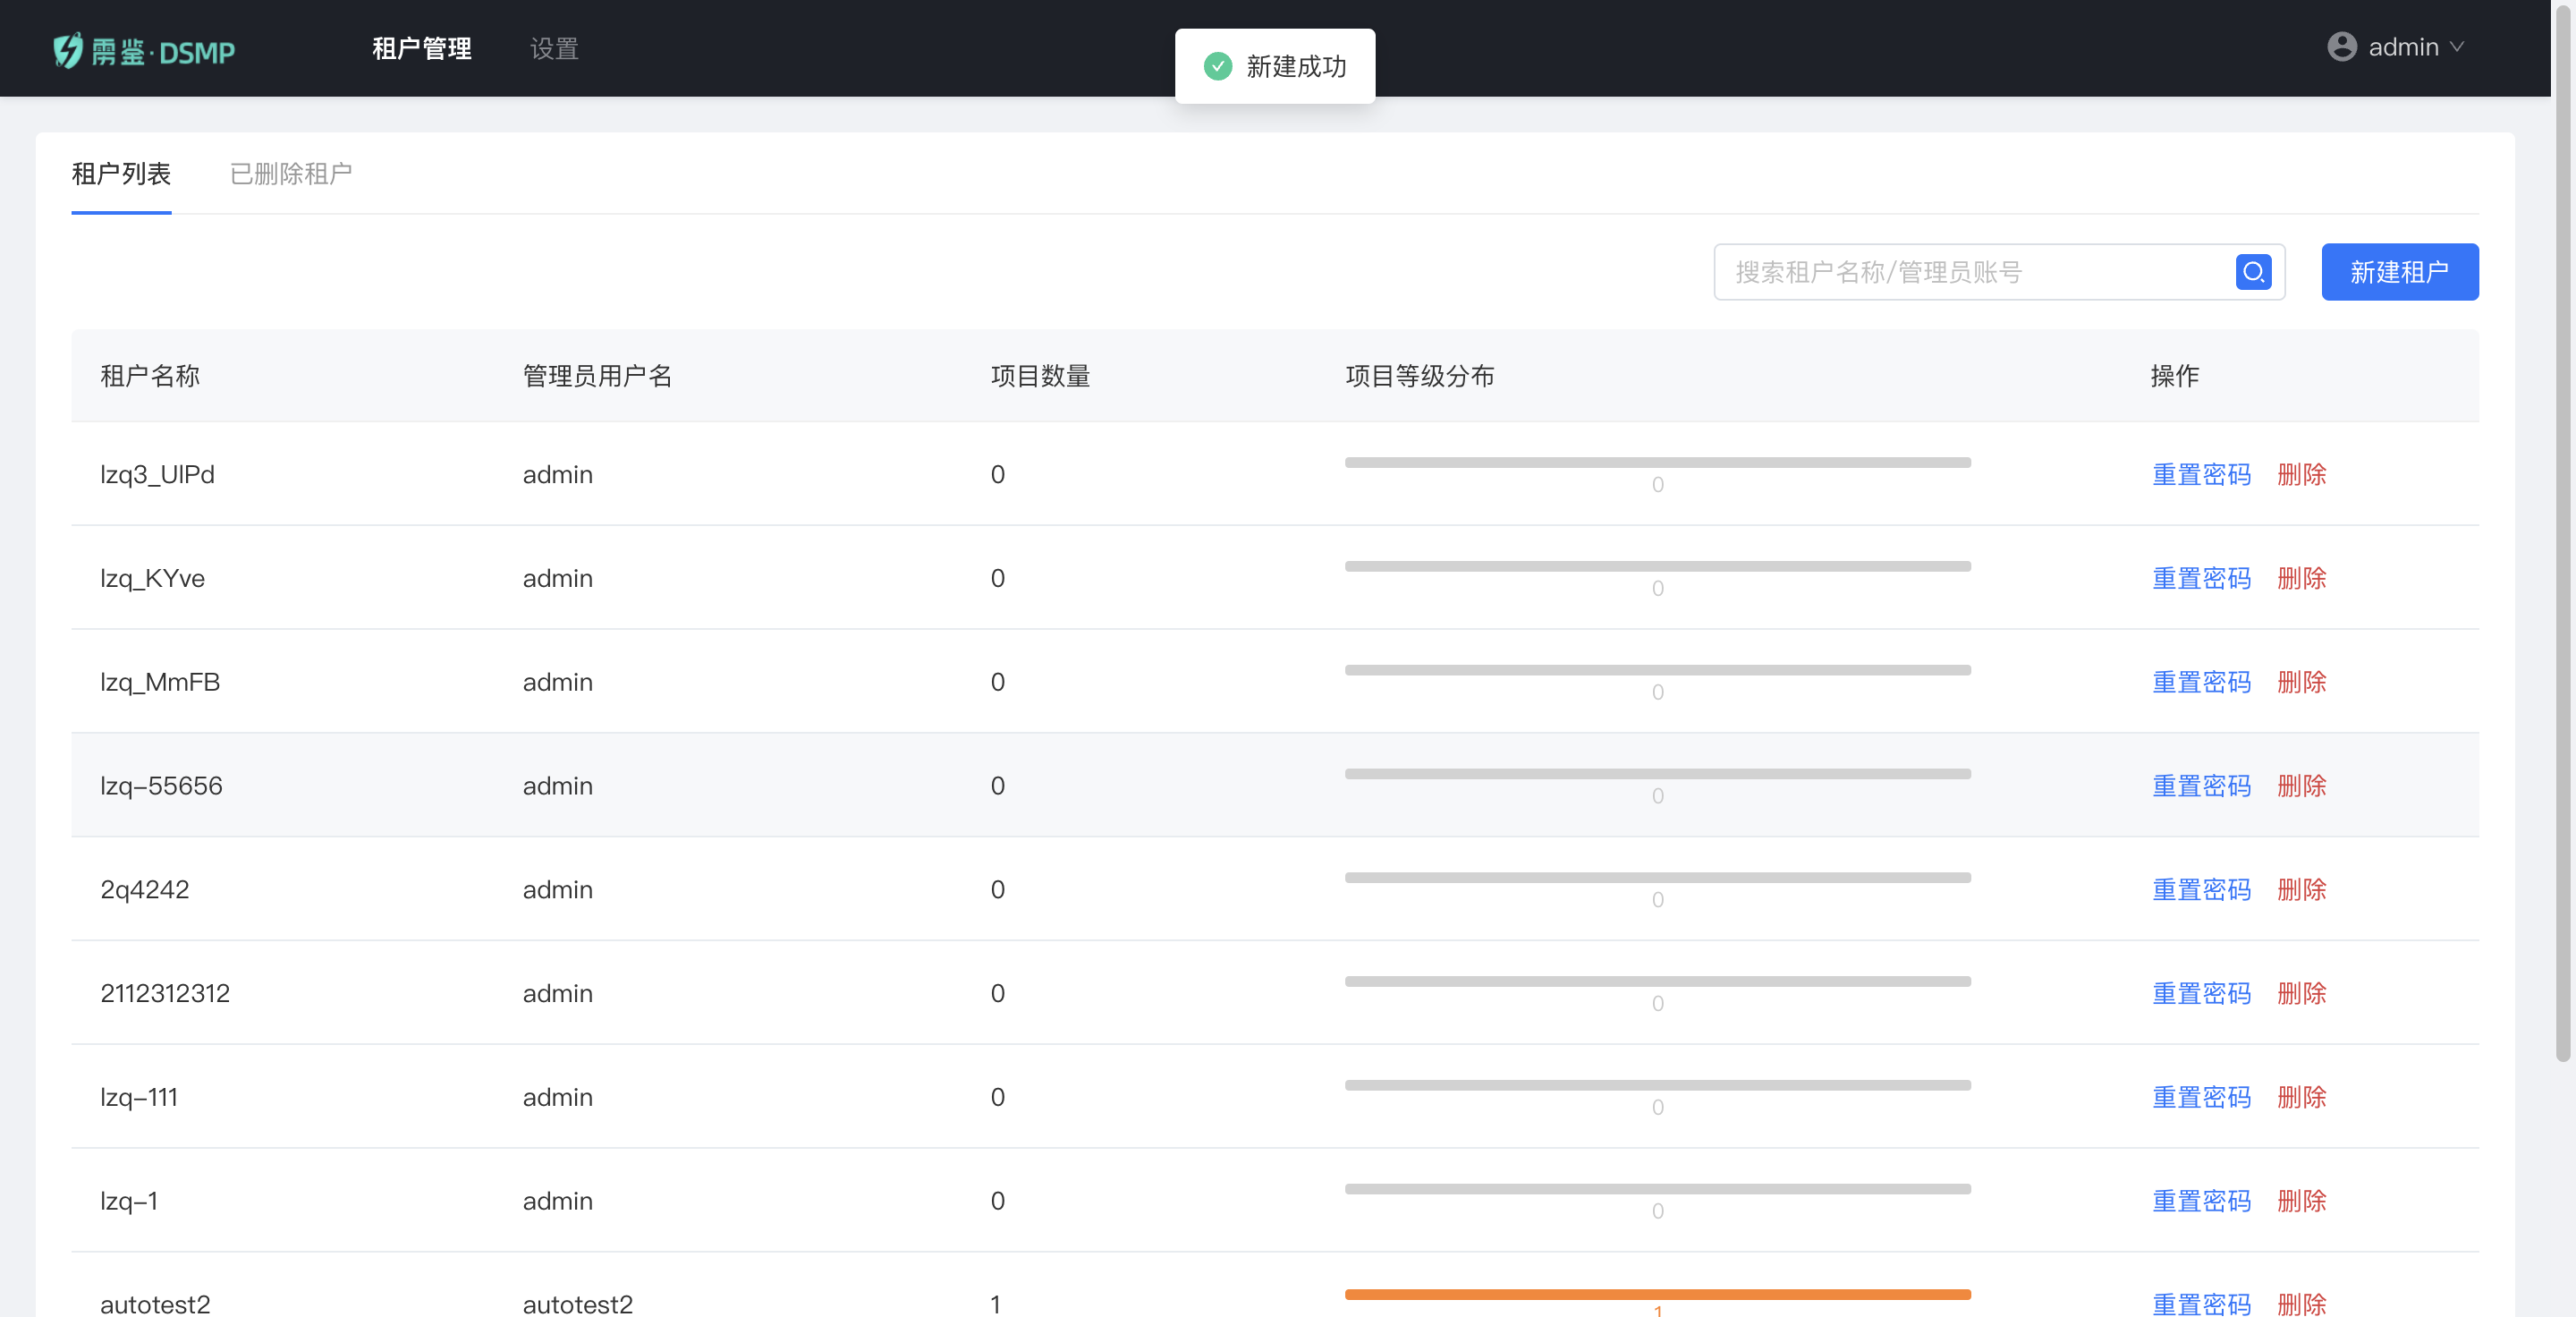 雳鉴·DSMP 租户管理 设置 新建成功 admin
租户列表 已删除租户
搜索租户名称/管理员账号 新建租户
租户名称 管理员用户名 项目数量 项目等级分布 操作
lzq3_UlPd admin 0 0 重置密码 删除
lzq_KYve admin 0 0 重置密码 删除
lzq_MmFB admin 0 0 重置密码 删除
lzq-55656 admin 0 0 重置密码 删除
2q4242 admin 0 0 重置密码 删除
2112312312 admin 0 0 重置密码 删除
lzq-111 admin 0 0 重置密码 删除
lzq-1 admin 0 0 重置密码 删除
autotest2 autotest2 1 1 重置密码 删除